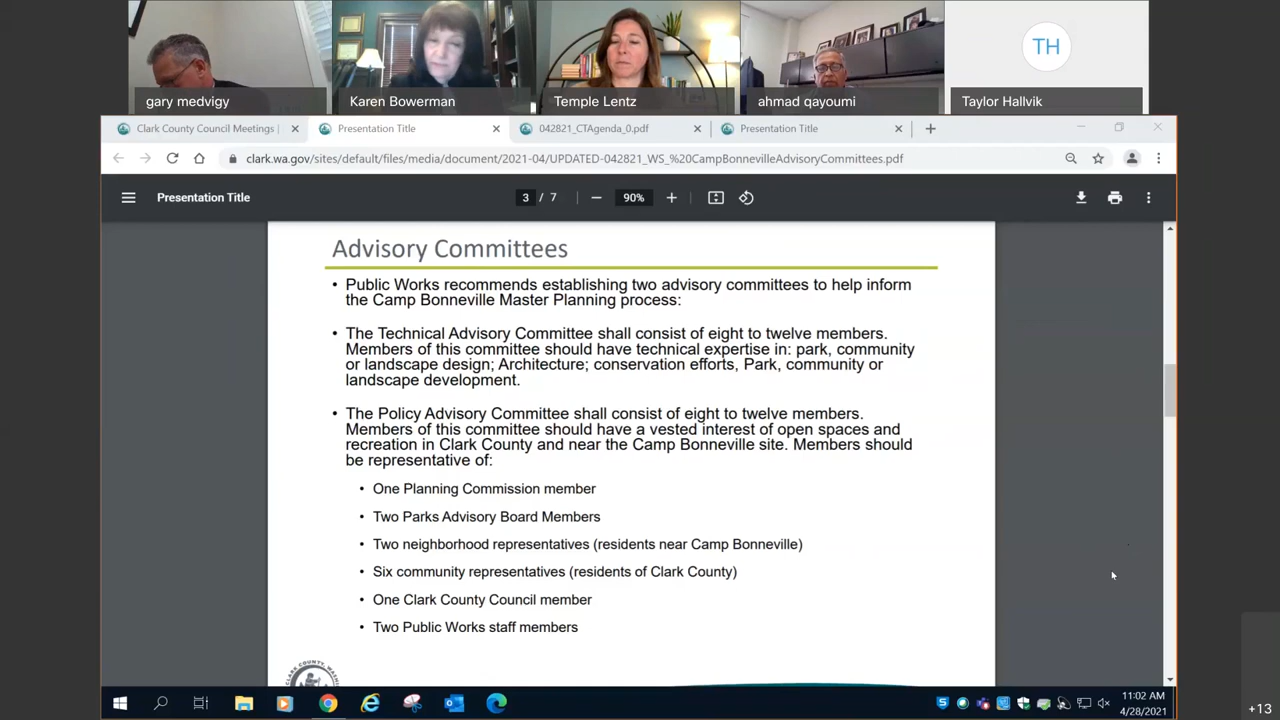 TH
gary medvigy
Karen Bowerman
Temple Lentz
ahmad qayoumi
Taylor Hallvik
Clark County Council Meetings |
Presentation Title
042821_CTAgenda_0.pdf
Presentation Title
clark.wa.gov/sites/default/files/media/document/2021-04/UPDATED-042821_WS_%20CampBonnevilleAdvisoryCommittees.pdf
Presentation Title
3 / 7
90%
Advisory Committees
• Public Works recommends establishing two advisory committees to help inform
the Camp Bonneville Master Planning process:
• The Technical Advisory Committee shall consist of eight to twelve members.
Members of this committee should have technical expertise in: park, community
or landscape design; Architecture; conservation efforts, Park, community or
landscape development.
• The Policy Advisory Committee shall consist of eight to twelve members.
Members of this committee should have a vested interest of open spaces and
recreation in Clark County and near the Camp Bonneville site. Members should
be representative of:
• One Planning Commission member
• Two Parks Advisory Board Members
• Two neighborhood representatives (residents near Camp Bonneville)
• Six community representatives (residents of Clark County)
• One Clark County Council member
• Two Public Works staff members
CLARK COUNTY,
11:02 AM
4/28/2021
+13